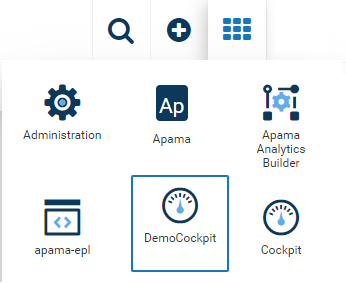 Ap
Administration
Apama
Apama
Analytics
Builder
apama-epl
DemoCockpit
Cockpit